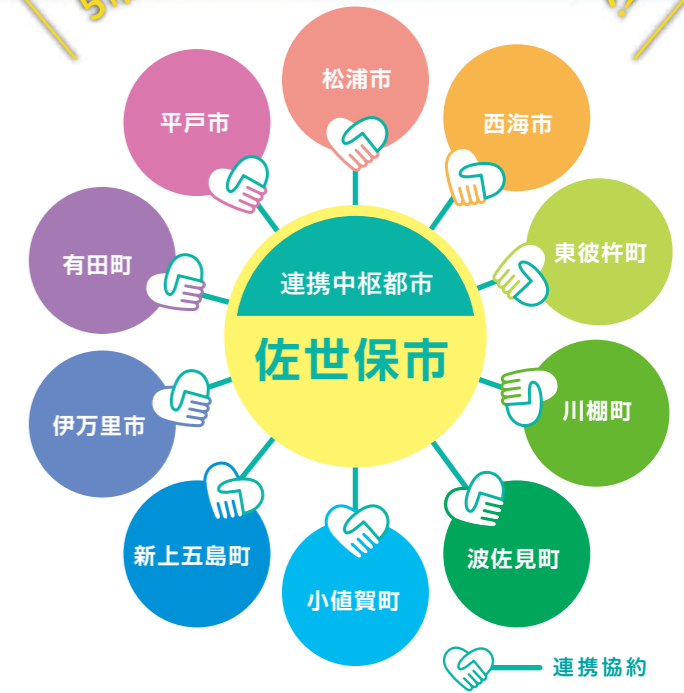 松浦市
平戸市
西海市
有田町
東彼杵町
連携中枢都市
佐世保市
伊万里市
川棚町
新上五島町
波佐見町
小値賀町
連携協約